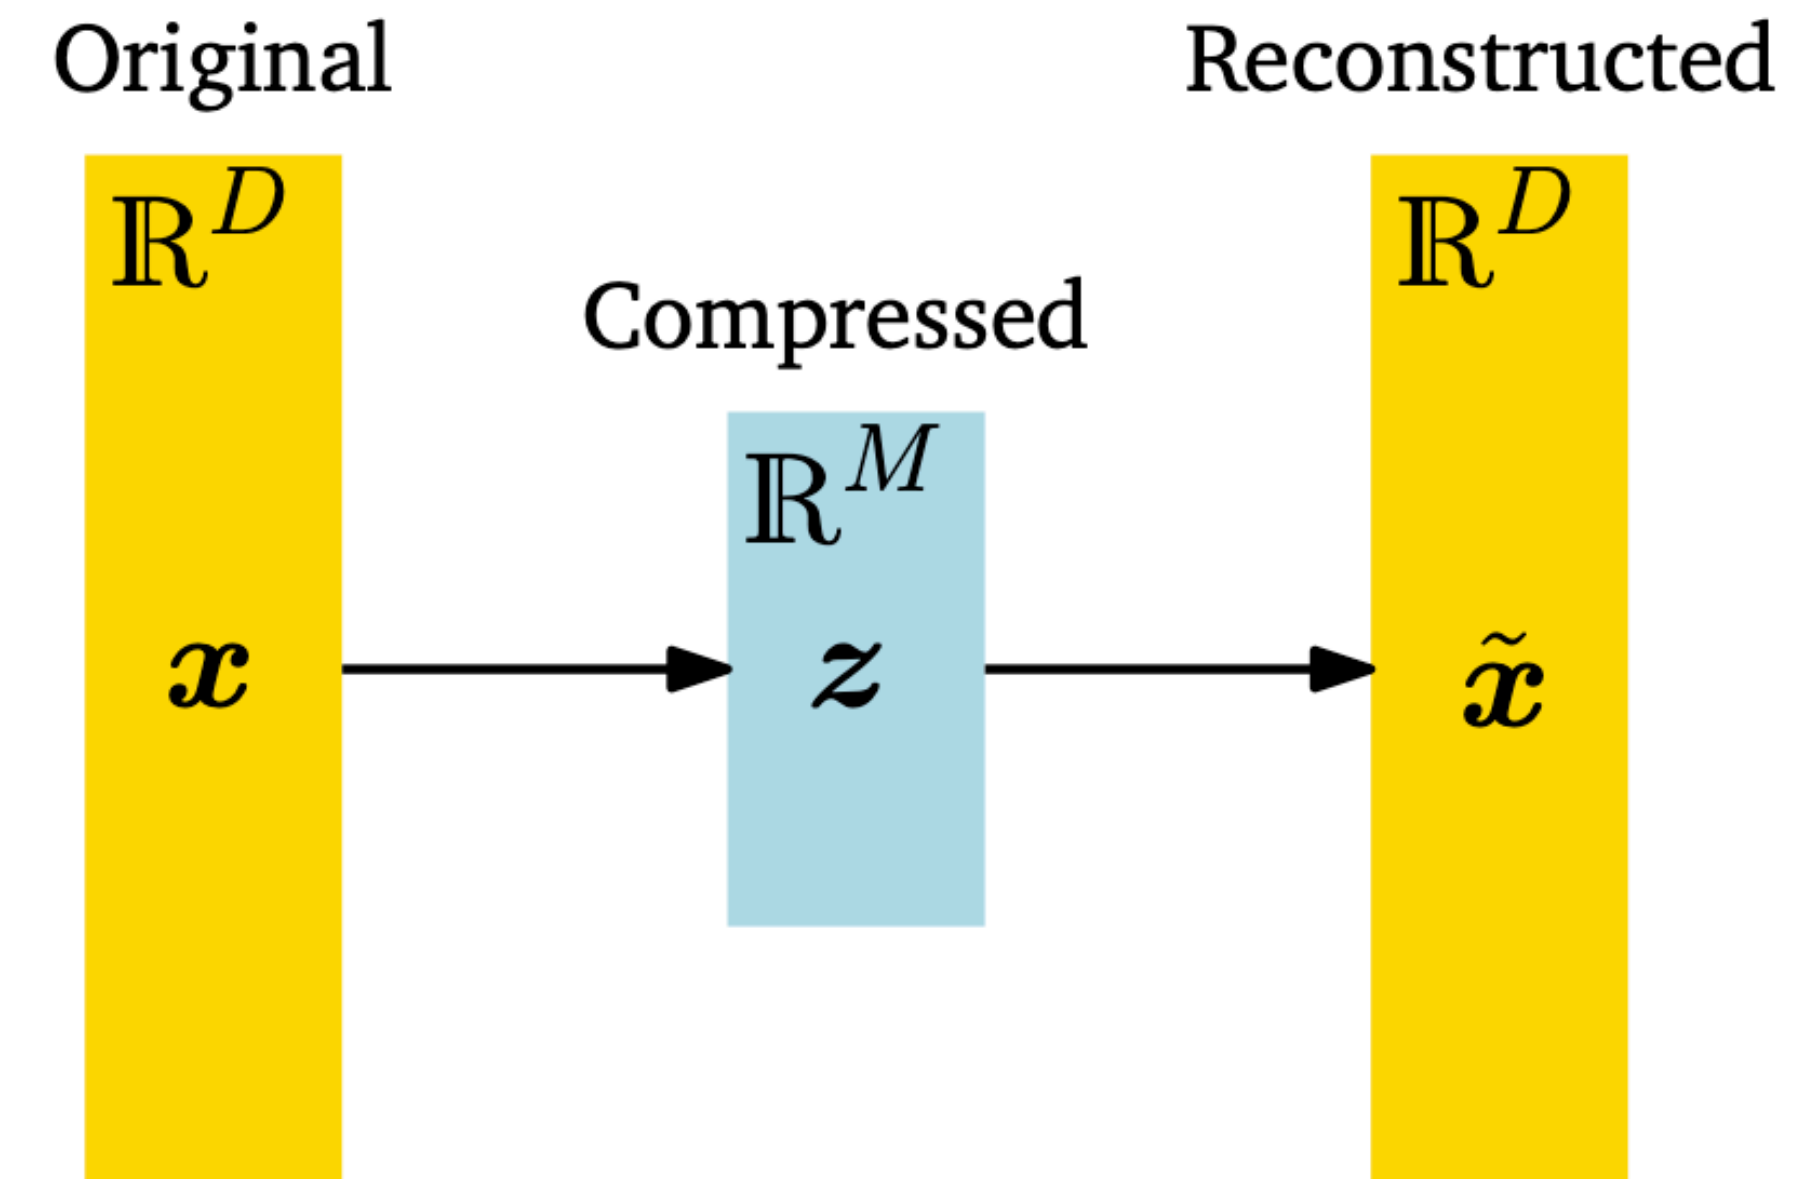 Original
ℝ^D
x
Compressed
ℝ^M
z
Reconstructed
ℝ^D
x̃